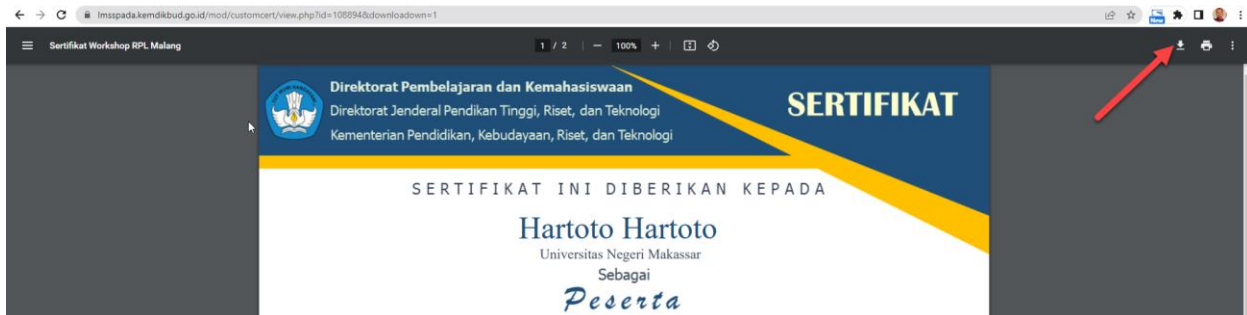 lmsspada.kemdikbud.go.id/mod/customcert/view.php?id=108894&downloadown=1
New
Sertifikat Workshop RPL Malang
1 / 2
100%
Direktorat Pembelajaran dan Kemahasiswaan
Direktorat Jenderal Pendikan Tinggi, Riset, dan Teknologi
Kementerian Pendidikan, Kebudayaan, Riset, dan Teknologi
SERTIFIKAT
SERTIFIKAT INI DIBERIKAN KEPADA
Hartoto Hartoto
Universitas Negeri Makassar
Sebagai
Peserta